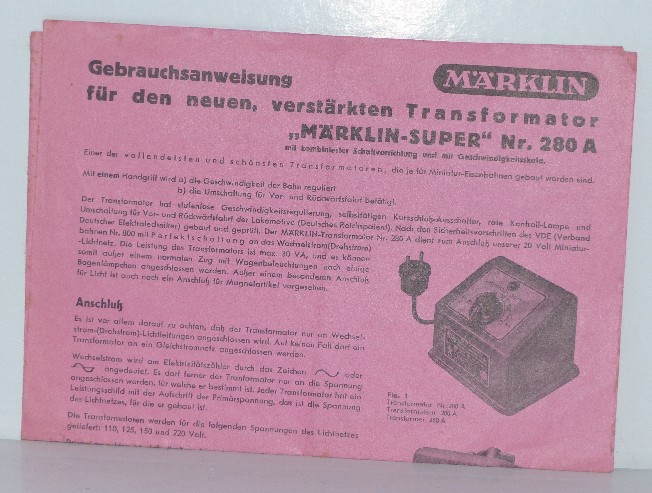 Gebrauchsanweisung
MÄRKLIN
für den neuen, verstärkten Transformator
„MÄRKLIN-SUPER" Nr. 280 A
mit kombinierter Schaltvorrichtung und mit Geschwindigkeitsskala.
Einer der vollendetsten und schönsten Transformatoren, die je für Miniatur-Eisenbahnen gebaut worden sind.
Mit einem Handgriff wird a) die Geschwindigkeit der Bahn reguliert
b) die Umschaltung für Vor- und Rückwärtsfahrt betätigt.
Der Transformator hat stufenlose Geschwindigkeitsregulierung, selbsttätigen Kurzschluß-Ausschalter, rote Kontroll-Lampe und
Umschaltung für Vor- und Rückwärtsfahrt der Lokomotive (Deutsches Reichspatent). Nach den Sicherheitsvorschriften des VDE (Verband
Deutscher Elektrotechniker) gebaut und geprüft. Der MÄRKLIN-Transformator Nr. 280 A dient zum Anschluß unserer 20 Volt Miniatur-
bahnen Nr. 800 mit Perfektschaltung an das Wechselstrom(Drehstrom)
-Lichtnetz. Die Leistung des Transformators ist max. 30 VA, und es können
somit außer einem normalen Zug mit Wagenbeleuchtungen noch einige
Bogenlämpchen angeschlossen werden. Außer einem besonderen Anschluß
für Licht ist auch noch ein Anschluß für Magnetartikel vorgesehen.
Anschluß
Es ist vor allem darauf zu achten, daß der Transformator nur an Wechsel-
strom-(Drehstrom)-Lichtleitungen angeschlossen wird. Auf keinen Fall darf ein
Transformator an ein Gleichstromnetz angeschlossen werden.
Wechselstrom wird am Elektrizitätszähler durch das Zeichen oder
angedeutet. Es darf ferner der Tranformator nur an die Spannung
angeschlossen werden, für welche er bestimmt ist. Jeder Transformator hat ein
Leistungsschild mit der Aufschrift der Primärspannung, das ist die Spannung
des Lichtnetzes, für die er gebaut ist.
Die Transformatoren werden für die folgenden Spannungen des Lichtnetzes
geliefert: 110, 125, 150 und 220 Volt.
Fig. 1
Transformator Nr. 280 A
Transformateur 280 A
Transformer 280 A